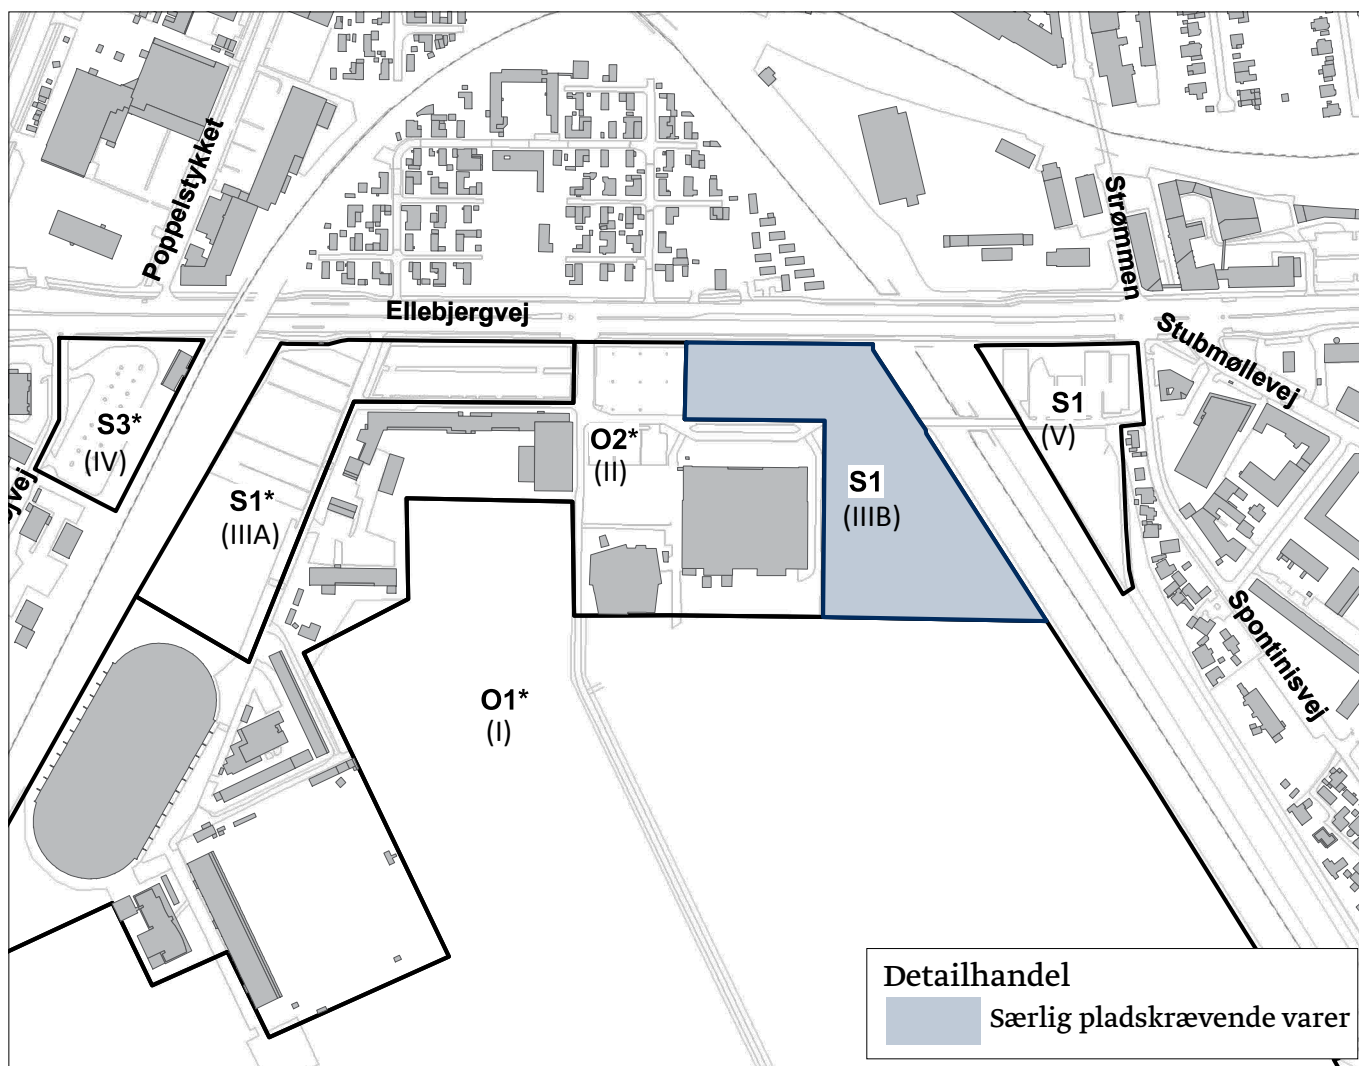 Poppelstykket
Strømmen
Ellebjergvej
Stubmøllevej
S3*
(IV)
S1*
(IIIA)
O2*
(II)
S1
(IIIB)
S1
(V)
Spontinisvej
O1*
(I)
Detailhandel
Særlig pladskrævende varer